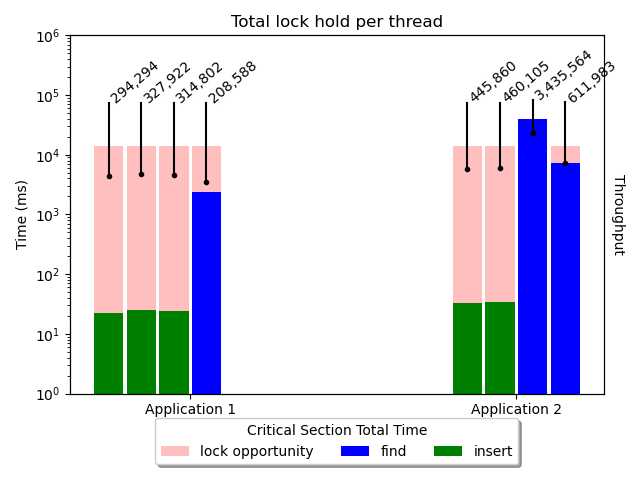 Total lock hold per thread
10^6
10^5
10^4
10^3
10^2
10^1
10^0
Time (ms)
294,294
327,922
314,802
208,588
445,860
460,105
3,435,564
611,983
Throughput
Application 1
Application 2
Critical Section Total Time
lock opportunity
find
insert